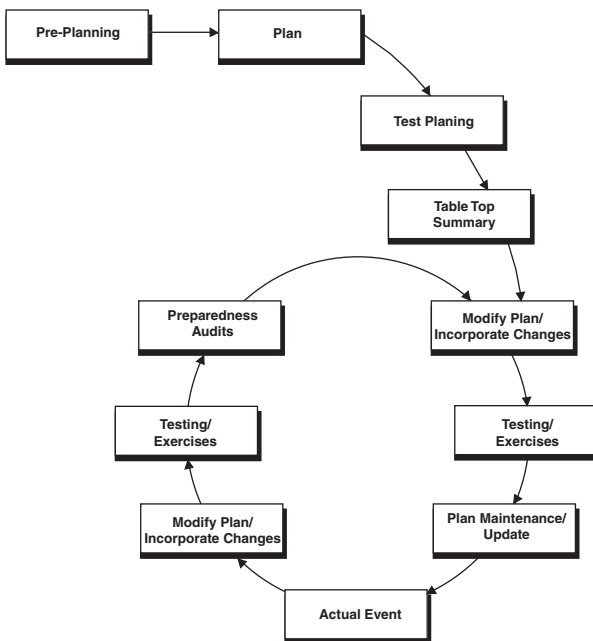 Pre-Planning
Plan
Test Planing
Table Top
Summary
Preparedness
Audits
Modify Plan/
Incorporate Changes
Testing/
Exercises
Testing/
Exercises
Modify Plan/
Incorporate Changes
Plan Maintenance/
Update
Actual Event